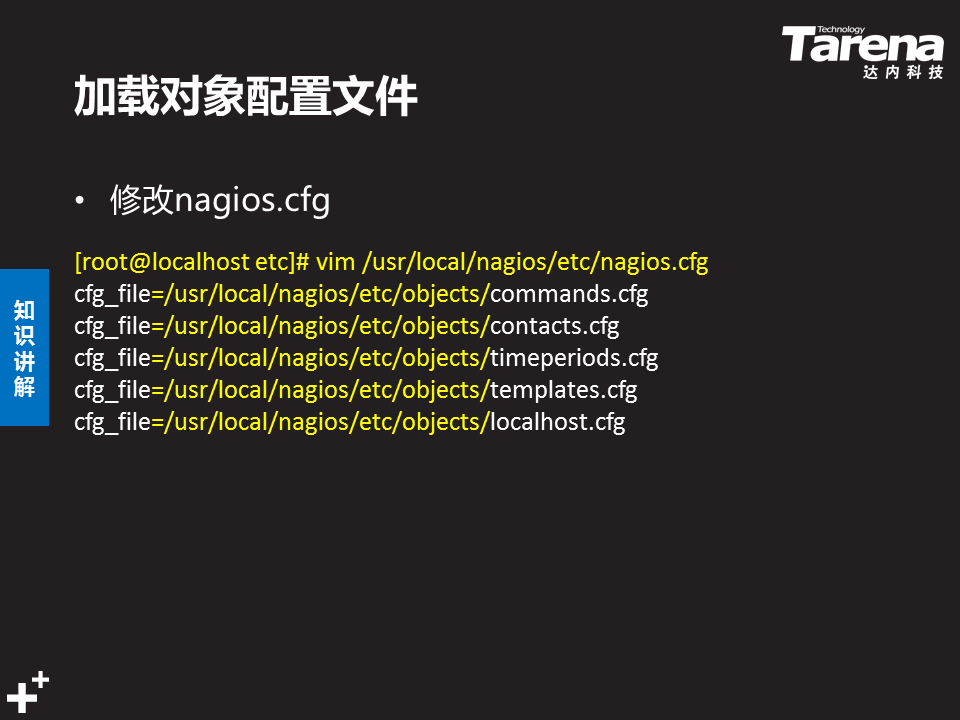 Technology
Tarena
达内科技
加载对象配置文件
• 修改nagios.cfg
[root@localhost etc]# vim /usr/local/nagios/etc/nagios.cfg
cfg_file=/usr/local/nagios/etc/objects/commands.cfg
cfg_file=/usr/local/nagios/etc/objects/contacts.cfg
cfg_file=/usr/local/nagios/etc/objects/timeperiods.cfg
cfg_file=/usr/local/nagios/etc/objects/templates.cfg
cfg_file=/usr/local/nagios/etc/objects/localhost.cfg
知识讲解